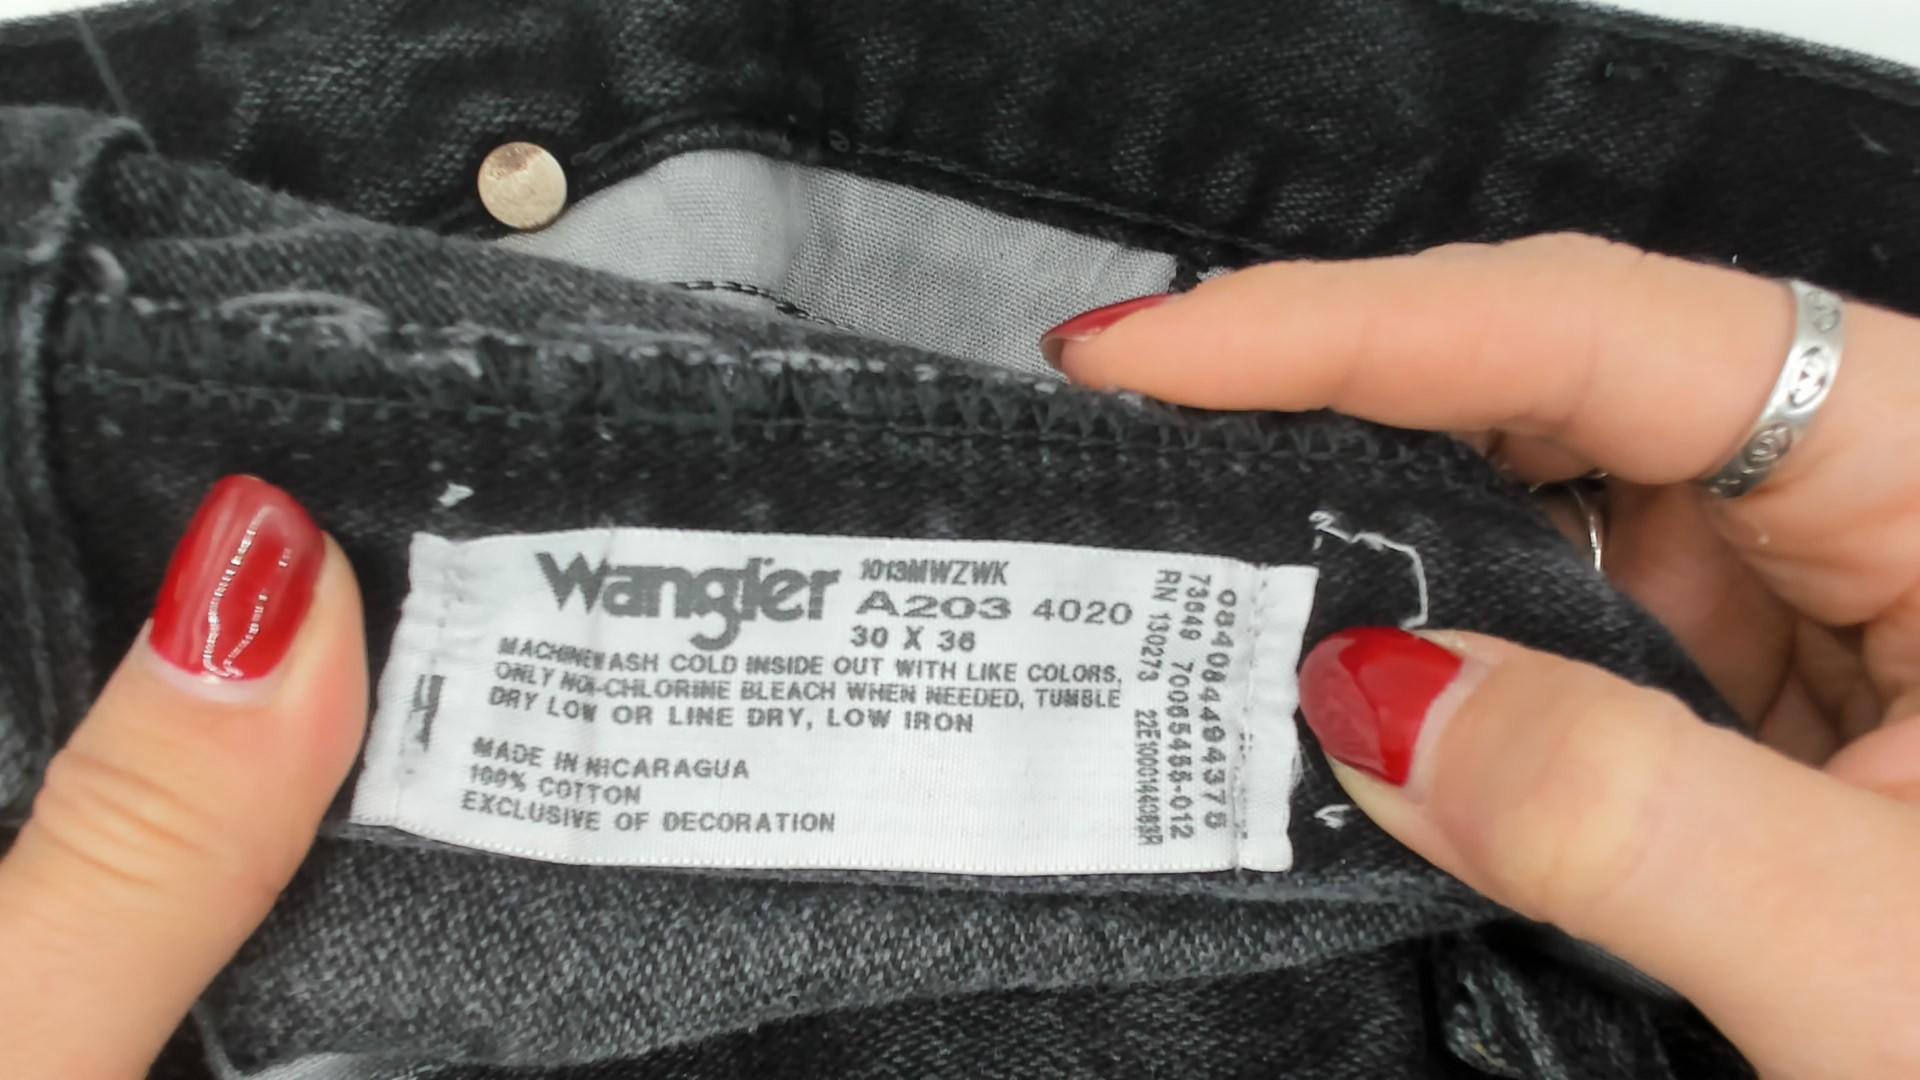 Wrangler
1013MWZWK
A203 4020
30 X 36
MACHINE WASH COLD INSIDE OUT WITH LIKE COLORS,
ONLY NON-CHLORINE BLEACH WHEN NEEDED, TUMBLE
DRY LOW OR LINE DRY, LOW IRON
MADE IN NICARAGUA
100% COTTON
EXCLUSIVE OF DECORATION
084084494375
73649 70065455-012
RN 130273